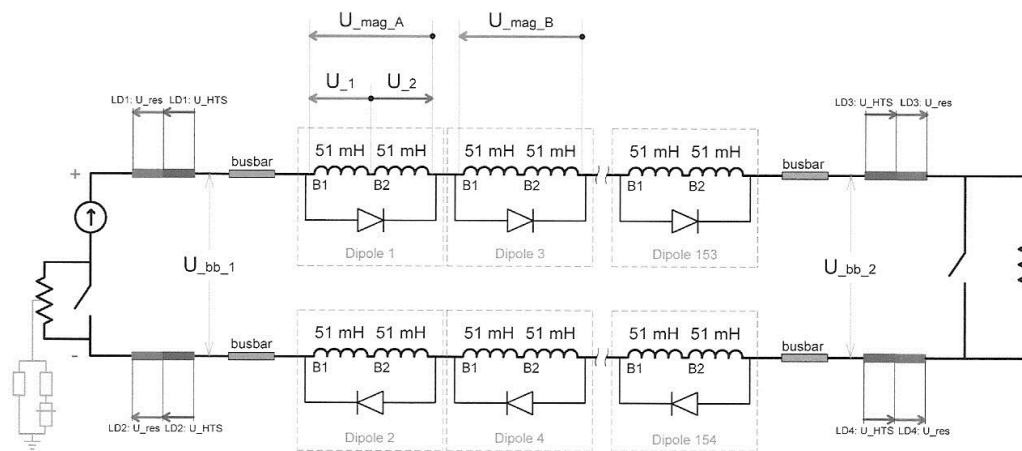 U_mag_A U_mag_B
U_1 U_2
LD1: U_res LD1: U_HTS LD3: U_HTS LD3: U_res
51 mH 51 mH 51 mH 51 mH 51 mH 51 mH
+ busbar busbar
B1 B2 B1 B2 B1 B2
Dipole 1 Dipole 3 Dipole 153
U_bb_1 U_bb_2
51 mH 51 mH 51 mH 51 mH 51 mH 51 mH
- busbar busbar
B1 B2 B1 B2 B1 B2
LD2: U_res LD2: U_HTS LD4: U_HTS LD4: U_res
Dipole 2 Dipole 4 Dipole 154